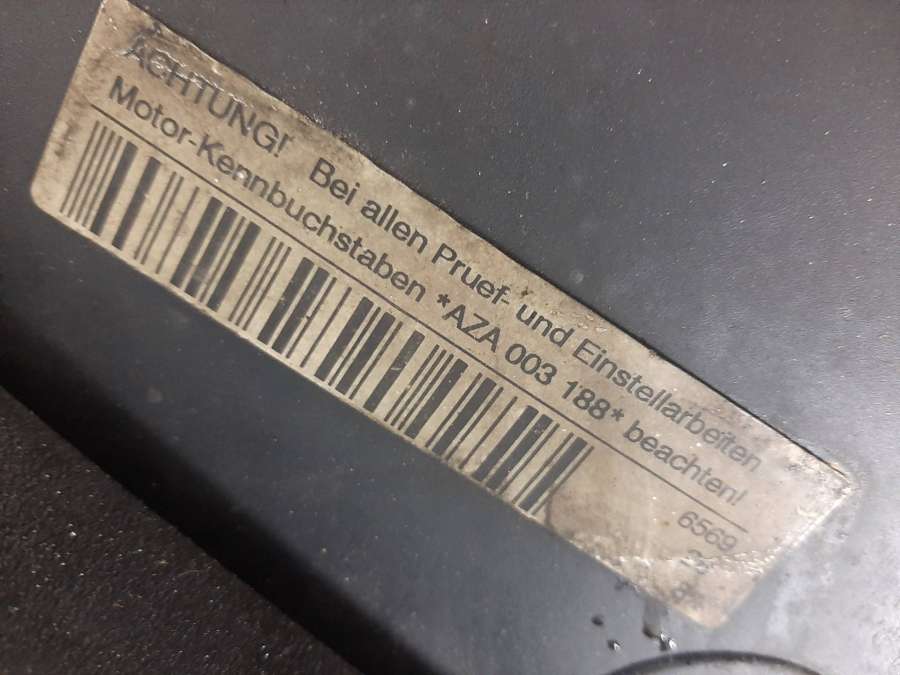 ACHTUNG! Bei allen Pruef- und Einstellarbeiten
Motor-Kennbuchstaben *AZA 003 188* beachten!
6569